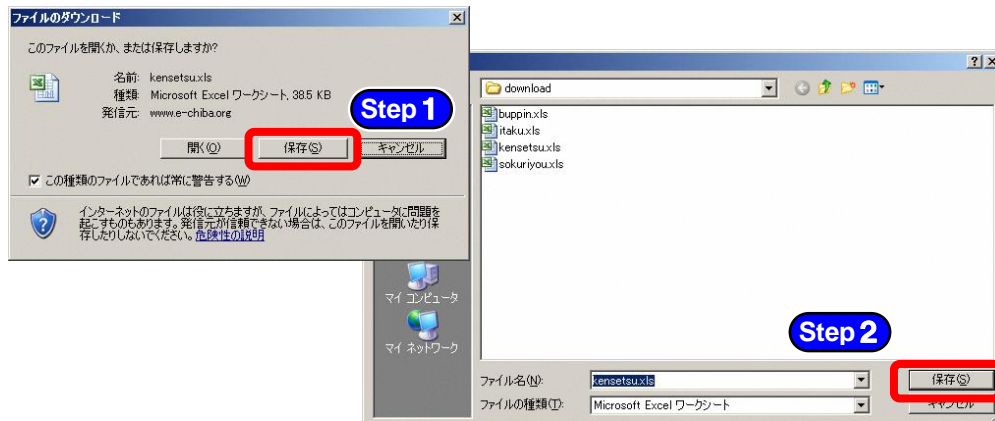 ファイルのダウンロード
このファイルを開くか、または保存しますか?
名前: kensetsu.xls
種類: Microsoft Excel ワークシート, 38.5 KB
発信元: www.e-chiba.org
Step 1
開く(O) 保存(S) キャンセル
この種類のファイルであれば常に警告する(W)
インターネットのファイルは役に立ちますが、ファイルによってはコンピュータに問題を
起こすものもあります。発信元が信頼できない場合は、このファイルを開いたり保
存したりしないでください。危険性の説明
download
buppin.xls
itaku.xls
kensetsu.xls
sokuriyou.xls
マイ コンピュータ
マイ ネットワーク
Step 2
ファイル名(N): kensetsu.xls 保存(S)
ファイルの種類(T): Microsoft Excel ワークシート キャンセル